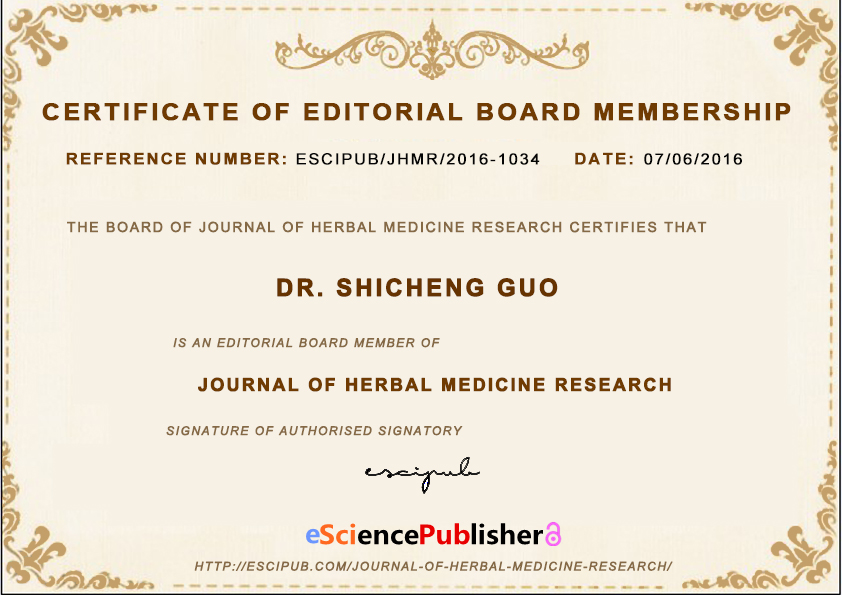 CERTIFICATE OF EDITORIAL BOARD MEMBERSHIP
REFERENCE NUMBER: ESCIPUB/JHMR/2016-1034 DATE: 07/06/2016
THE BOARD OF JOURNAL OF HERBAL MEDICINE RESEARCH CERTIFIES THAT
DR. SHICHENG GUO
IS AN EDITORIAL BOARD MEMBER OF
JOURNAL OF HERBAL MEDICINE RESEARCH
SIGNATURE OF AUTHORISED SIGNATORY
escipub
eSciencePublisher
HTTP://ESCIPUB.COM/JOURNAL-OF-HERBAL-MEDICINE-RESEARCH/